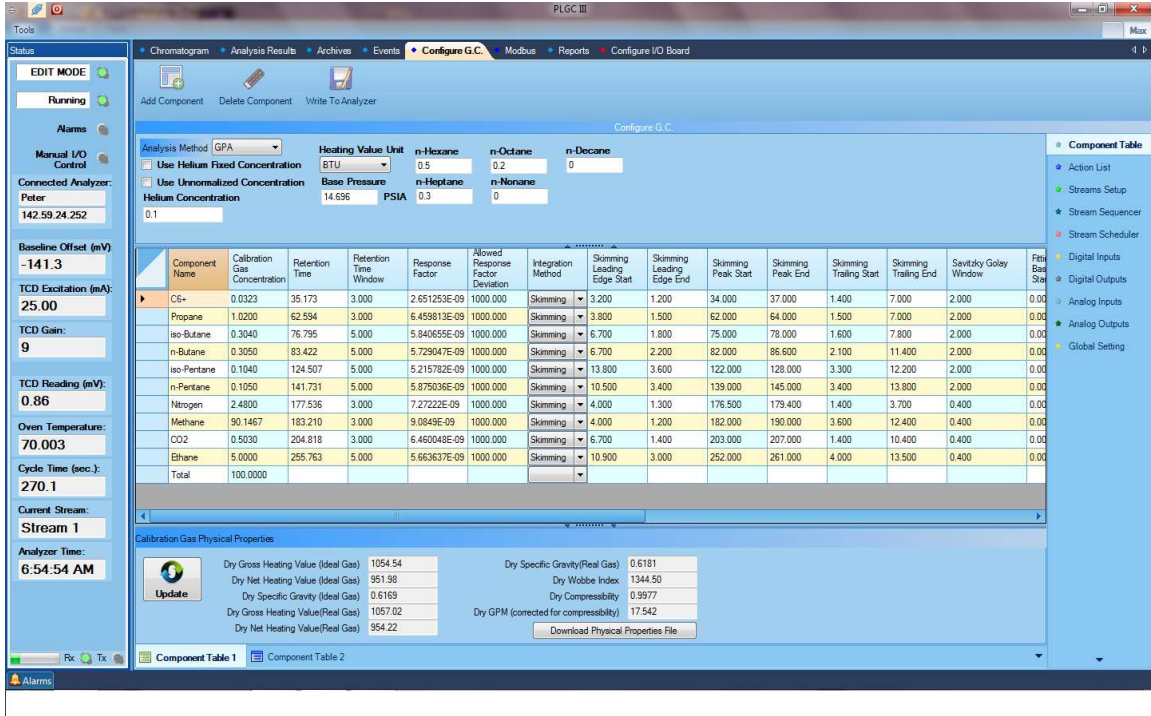 PLGC III
Tools
Max
Status
Chromatogram Analysis Results Archives Events Configure G.C. Modbus Reports Configure I/O Board
EDIT MODE
Running
Alarms
Manual I/O Control
Connected Analyzer:
Peter
142.59.24.252
Baseline Offset (mV):
-141.3
TCD Excitation (mA):
25.00
TCD Gain:
9
TCD Reading (mV):
0.86
Oven Temperature:
70.003
Cycle Time (sec.):
270.1
Current Stream:
Stream 1
Analyzer Time:
6:54:54 AM
Rx Tx
Add Component Delete Component Write To Analyzer
Configure G.C.
Analysis Method GPA Heating Value Unit n-Hexane n-Octane n-Decane
Use Helium Fixed Concentration BTU 0.5 0.2 0
Use Unnormalized Concentration Base Pressure n-Heptane n-Nonane
Helium Concentration 14.696 PSIA 0.3 0
0.1
Component Name Calibration Gas Concentration Retention Time Retention Time Window Response Factor Allowed Response Factor Deviation Integration Method Skimming Leading Edge Start Skimming Leading Edge End Skimming Peak Start Skimming Peak End Skimming Trailing Start Skimming Trailing End Savitzky Golay Window
C6+ 0.0323 35.173 3.000 2.651253E-09 1000.000 Skimming 3.200 1.200 34.000 37.000 1.400 7.000 2.000 0.00
Propane 1.0200 62.594 3.000 6.459813E-09 1000.000 Skimming 3.800 1.500 62.000 64.000 1.500 7.000 2.000 0.00
iso-Butane 0.3040 76.795 5.000 5.840655E-09 1000.000 Skimming 6.700 1.800 75.000 78.000 1.600 7.800 2.000 0.00
n-Butane 0.3050 83.422 5.000 5.729047E-09 1000.000 Skimming 6.700 2.200 82.000 86.600 2.100 11.400 2.000 0.00
iso-Pentane 0.1040 124.507 5.000 5.215782E-09 1000.000 Skimming 13.800 3.600 122.000 128.000 3.300 12.200 2.000 0.00
n-Pentane 0.1050 141.731 5.000 5.875036E-09 1000.000 Skimming 10.500 3.400 139.000 145.000 3.400 13.800 2.000 0.00
Nitrogen 2.4800 177.536 3.000 7.27222E-09 1000.000 Skimming 4.000 1.300 176.500 179.400 1.400 3.700 0.400 0.00
Methane 90.1467 183.210 3.000 9.0849E-09 1000.000 Skimming 4.000 1.200 182.000 190.000 3.600 12.400 0.400 0.00
CO2 0.5030 204.818 3.000 6.460048E-09 1000.000 Skimming 6.700 1.400 203.000 207.000 1.400 10.400 0.400 0.00
Ethane 5.0000 255.763 5.000 5.663637E-09 1000.000 Skimming 10.900 3.000 252.000 261.000 4.000 13.500 0.400 0.00
Total 100.0000
Calibration Gas Physical Properties
Update
Dry Gross Heating Value (Ideal Gas) 1054.54 Dry Specific Gravity(Real Gas) 0.6181
Dry Net Heating Value (Ideal Gas) 951.98 Dry Wobbe Index 1344.50
Dry Specific Gravity (Ideal Gas) 0.6169 Dry Compressibility 0.9977
Dry Gross Heating Value(Real Gas) 1057.02 Dry GPM (corrected for compressibility) 17.542
Dry Net Heating Value(Real Gas) 954.22 Download Physical Properties File
Component Table 1 Component Table 2
Component Table
Action List
Streams Setup
Stream Sequencer
Stream Scheduler
Digital Inputs
Digital Outputs
Analog Inputs
Analog Outputs
Global Setting
Alarms